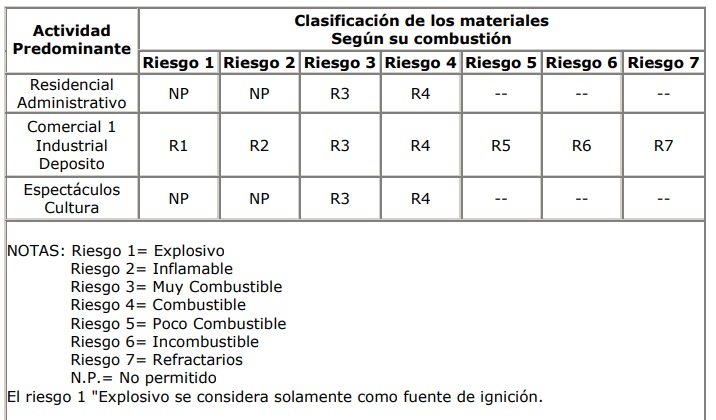 Actividad Predominante | Clasificación de los materiales
Según su combustión
Riesgo 1 | Riesgo 2 | Riesgo 3 | Riesgo 4 | Riesgo 5 | Riesgo 6 | Riesgo 7
Residencial
Administrativo | NP | NP | R3 | R4 | -- | -- | --
Comercial 1
Industrial
Deposito | R1 | R2 | R3 | R4 | R5 | R6 | R7
Espectáculos
Cultura | NP | NP | R3 | R4 | -- | -- | --
NOTAS: Riesgo 1= Explosivo
Riesgo 2= Inflamable
Riesgo 3= Muy Combustible
Riesgo 4= Combustible
Riesgo 5= Poco Combustible
Riesgo 6= Incombustible
Riesgo 7= Refractarios
N.P.= No permitido
El riesgo 1 "Explosivo se considera solamente como fuente de ignición.